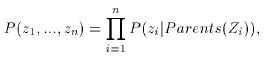 P(z_1, ..., z_n) = \prod_{i=1}^{n} P(z_i|Parents(Z_i)),